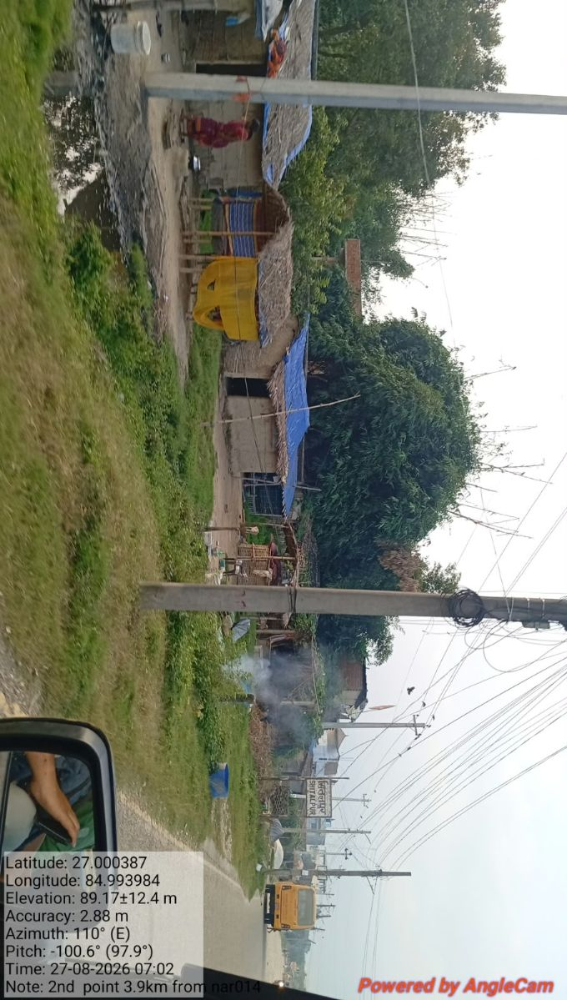 SHITALPUR
Latitude: 27.000387
Longitude: 84.993984
Elevation: 89.17±12.4 m
Accuracy: 2.88 m
Azimuth: 110° (E)
Pitch: -100.6° (97.9°)
Time: 27-08-2026 07:02
Note: 2nd point 3.9km from nar014
Powered by AngleCam